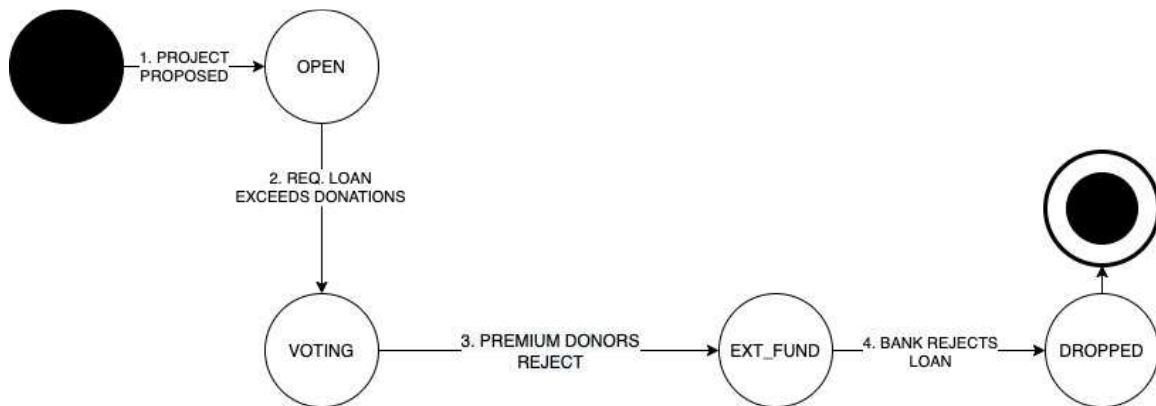 1. PROJECT
PROPOSED
OPEN
2. REQ. LOAN
EXCEEDS DONATIONS
VOTING
3. PREMIUM DONORS
REJECT
EXT_FUND
4. BANK REJECTS
LOAN
DROPPED